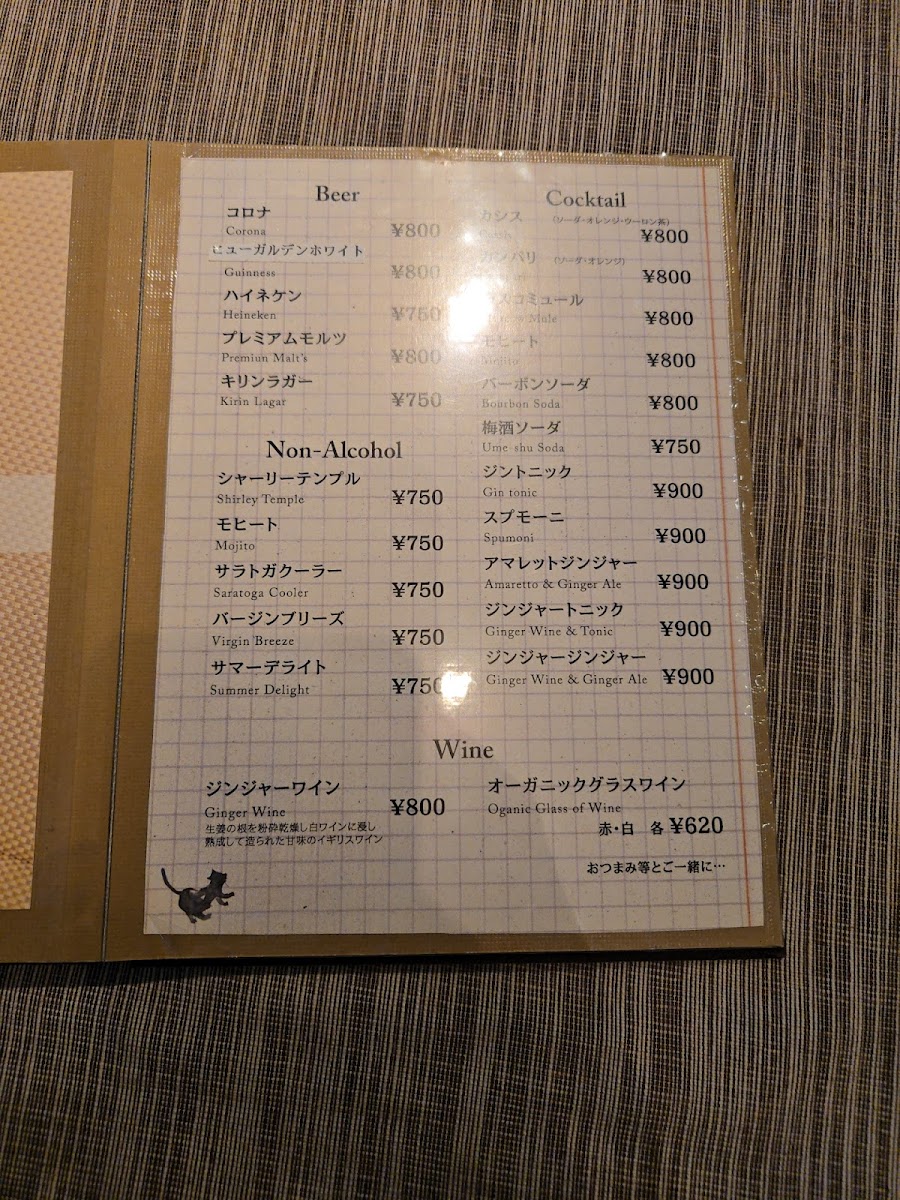 Beer
コロナ
Corona ¥800
ヒューガルデンホワイト
Guinness ¥800
ハイネケン
Heineken ¥750
プレミアムモルツ
Premiun Malt's ¥800
キリンラガー
Kirin Lagar ¥750
Non-Alcohol
シャーリーテンプル
Shirley Temple ¥750
モヒート
Mojito ¥750
サラトガクーラー
Saratoga Cooler ¥750
バージンブリーズ
Virgin Breeze ¥750
サマーデライト
Summer Delight ¥750
Cocktail
カシス (ソーダ・オレンジ・ウーロン茶)
¥800
カンパリ (ソーダ・オレンジ)
¥800
スコミュール
Mule ¥800
モヒート
¥800
バーボンソーダ
Bourbon Soda ¥800
梅酒ソーダ
Ume-shu Soda ¥750
ジントニック
Gin tonic ¥900
スプモーニ
Spumoni ¥900
アマレットジンジャー
Amaretto & Ginger Ale ¥900
ジンジャートニック
Ginger Wine & Tonic ¥900
ジンジャージンジャー
Ginger Wine & Ginger Ale ¥900
Wine
ジンジャーワイン
Ginger Wine ¥800
生姜の根を粉砕乾燥し白ワインに浸し
熟成して造られた甘味のイギリスワイン
オーガニックグラスワイン
Oganic Glass of Wine
赤・白 各 ¥620
おつまみ等とご一緒に…